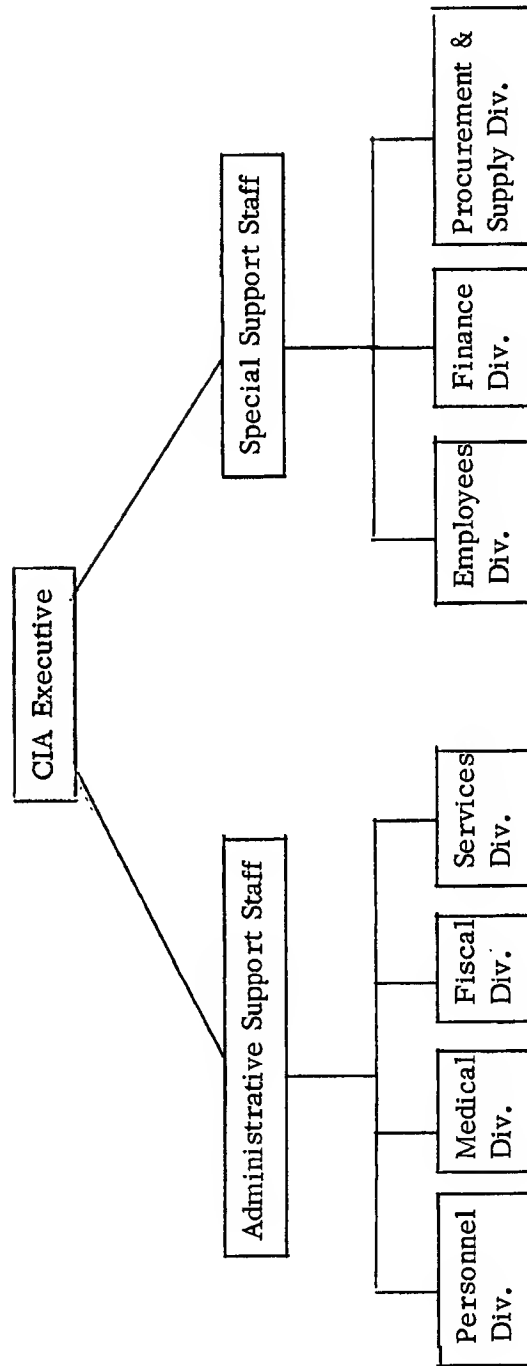 CIA Executive
Administrative Support Staff
Special Support Staff
Personnel
Div.
Medical
Div.
Fiscal
Div.
Services
Div.
Employees
Div.
Finance
Div.
Procurement &
Supply Div.